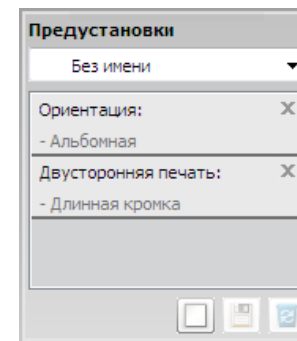 Предустановки
Без имени
Ориентация:
- Альбомная
Двусторонняя печать:
- Длинная кромка